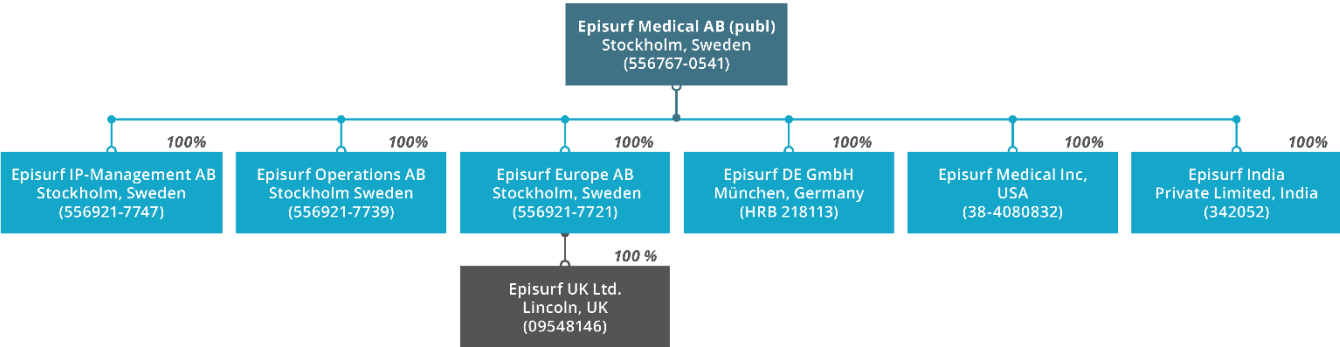 Episurf Medical AB (publ)
Stockholm, Sweden
(556767-0541)
100%
Episurf IP-Management AB
Stockholm, Sweden
(556921-7747)
100%
Episurf Operations AB
Stockholm Sweden
(556921-7739)
100%
Episurf Europe AB
Stockholm, Sweden
(556921-7721)
100%
Episurf DE GmbH
München, Germany
(HRB 218113)
100%
Episurf Medical Inc,
USA
(38-4080832)
100%
Episurf India
Private Limited, India
(342052)
100 %
Episurf UK Ltd.
Lincoln, UK
(09548146)